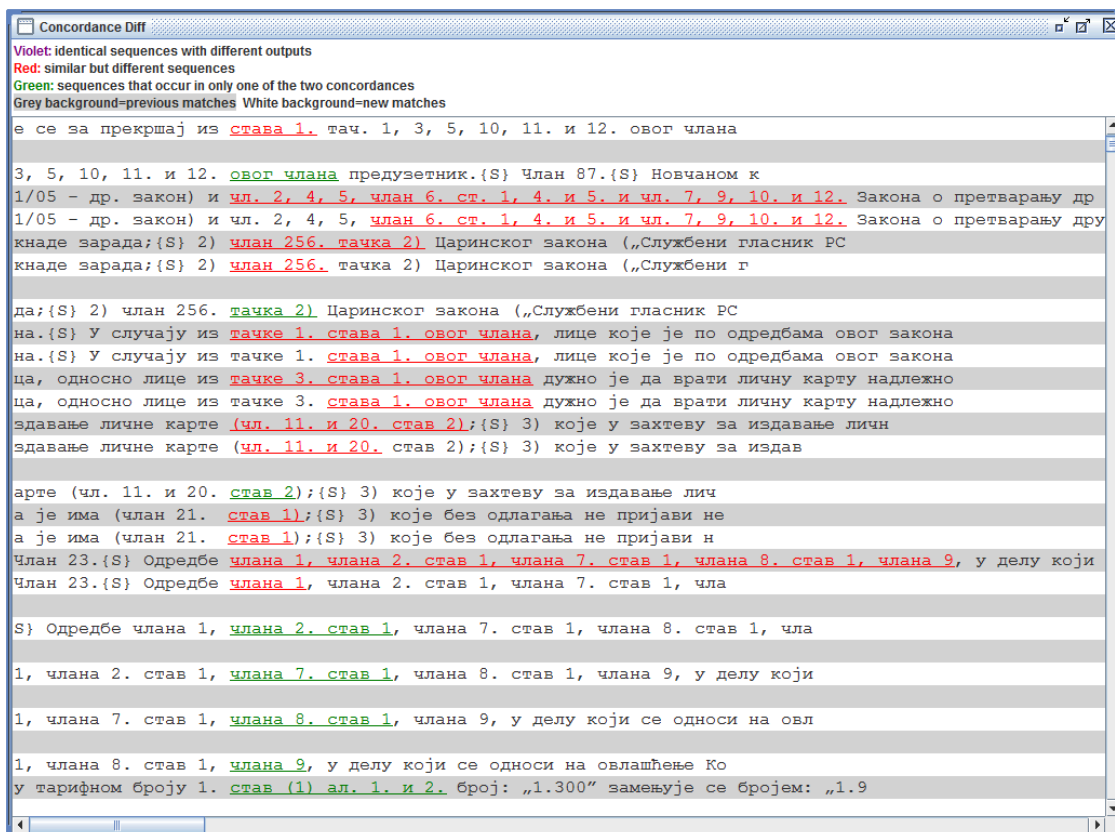 Concordance Diff
Violet: identical sequences with different outputs
Red: similar but different sequences
Green: sequences that occur in only one of the two concordances
Grey background=previous matches White background=new matches
е се за прекршај из става 1. тач. 1, 3, 5, 10, 11. и 12. овог члана
3, 5, 10, 11. и 12. овог члана предузетник.{S} Члан 87.{S} Новчаном к
1/05 – др. закон) и чл. 2, 4, 5, члан 6. ст. 1, 4. и 5. и чл. 7, 9, 10. и 12. Закона о претварању др
1/05 – др. закон) и чл. 2, 4, 5, члан 6. ст. 1, 4. и 5. и чл. 7, 9, 10. и 12. Закона о претварању дру
кнаде зарада;{S} 2) члан 256. тачка 2) Царинског закона („Службени гласник РС
кнаде зарада;{S} 2) члан 256. тачка 2) Царинског закона („Службени г
да;{S} 2) члан 256. тачка 2) Царинског закона („Службени гласник РС
на.{S} У случају из тачке 1. става 1. овог члана, лице које је по одредбама овог закона
на.{S} У случају из тачке 1. става 1. овог члана, лице које је по одредбама овог закона
ца, односно лице из тачке 3. става 1. овог члана дужно је да врати личну карту надлежно
ца, односно лице из тачке 3. става 1. овог члана дужно је да врати личну карту надлежно
здавање личне карте (чл. 11. и 20. став 2);{S} 3) које у захтеву за издавање личн
здавање личне карте (чл. 11. и 20. став 2);{S} 3) које у захтеву за издав
арте (чл. 11. и 20. став 2);{S} 3) које у захтеву за издавање лич
а је има (члан 21. став 1);{S} 3) које без одлагања не пријави не
а је има (члан 21. став 1);{S} 3) које без одлагања не пријави н
Члан 23.{S} Одредбе члана 1, члана 2. став 1, члана 7. став 1, члана 8. став 1, члана 9, у делу који
Члан 23.{S} Одредбе члана 1, члана 2. став 1, члана 7. став 1, чла
S} Одредбе члана 1, члана 2. став 1, члана 7. став 1, члана 8. став 1, чла
1, члана 2. став 1, члана 7. став 1, члана 8. став 1, члана 9, у делу који
1, члана 7. став 1, члана 8. став 1, члана 9, у делу који се односи на овл
1, члана 8. став 1, члана 9, у делу који се односи на овлашћење Ко
у тарифном броју 1. став (1) ал. 1. и 2. број: „1.300” замењује се бројем: „1.9